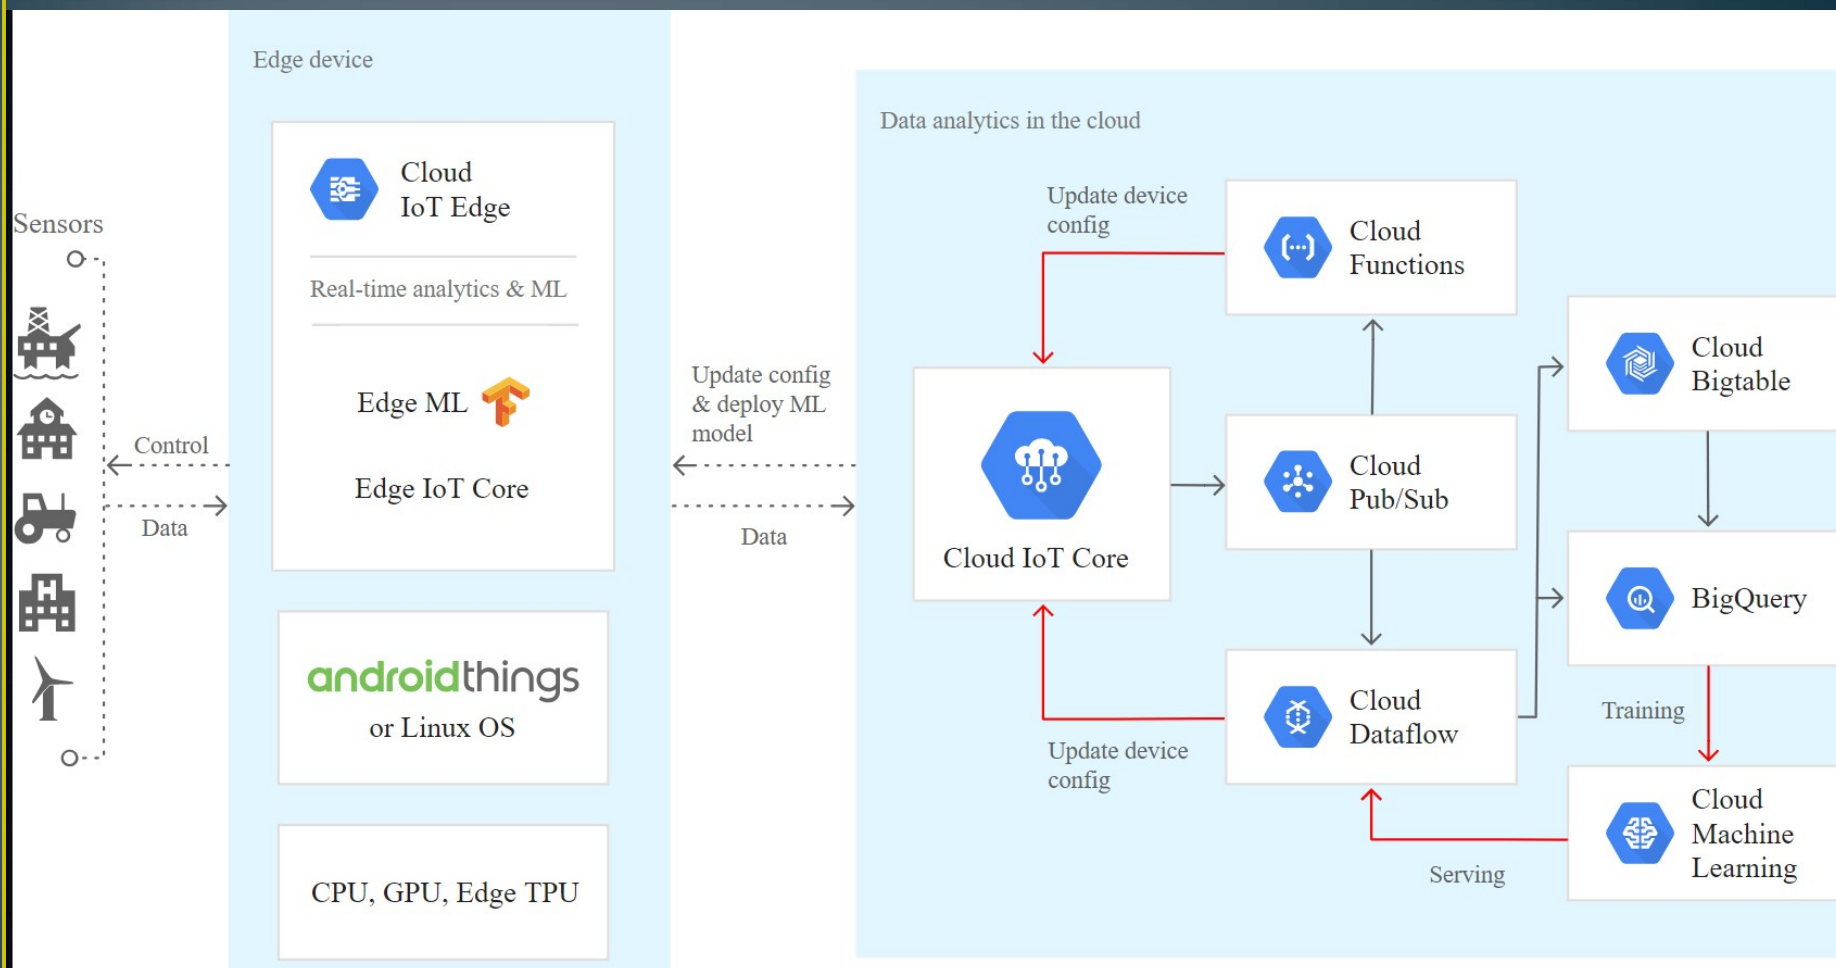 Edge device
Cloud
IoT Edge
Real-time analytics & ML
Edge ML
Edge IoT Core
androidthings
or Linux OS
CPU, GPU, Edge TPU
Sensors
Control
Data
Update config
& deploy ML
model
Data
Data analytics in the cloud
Update device
config
Cloud
Functions
Cloud IoT Core
Cloud
Pub/Sub
Cloud
Dataflow
Update device
config
Cloud
Bigtable
BigQuery
Training
Cloud
Machine
Learning
Serving